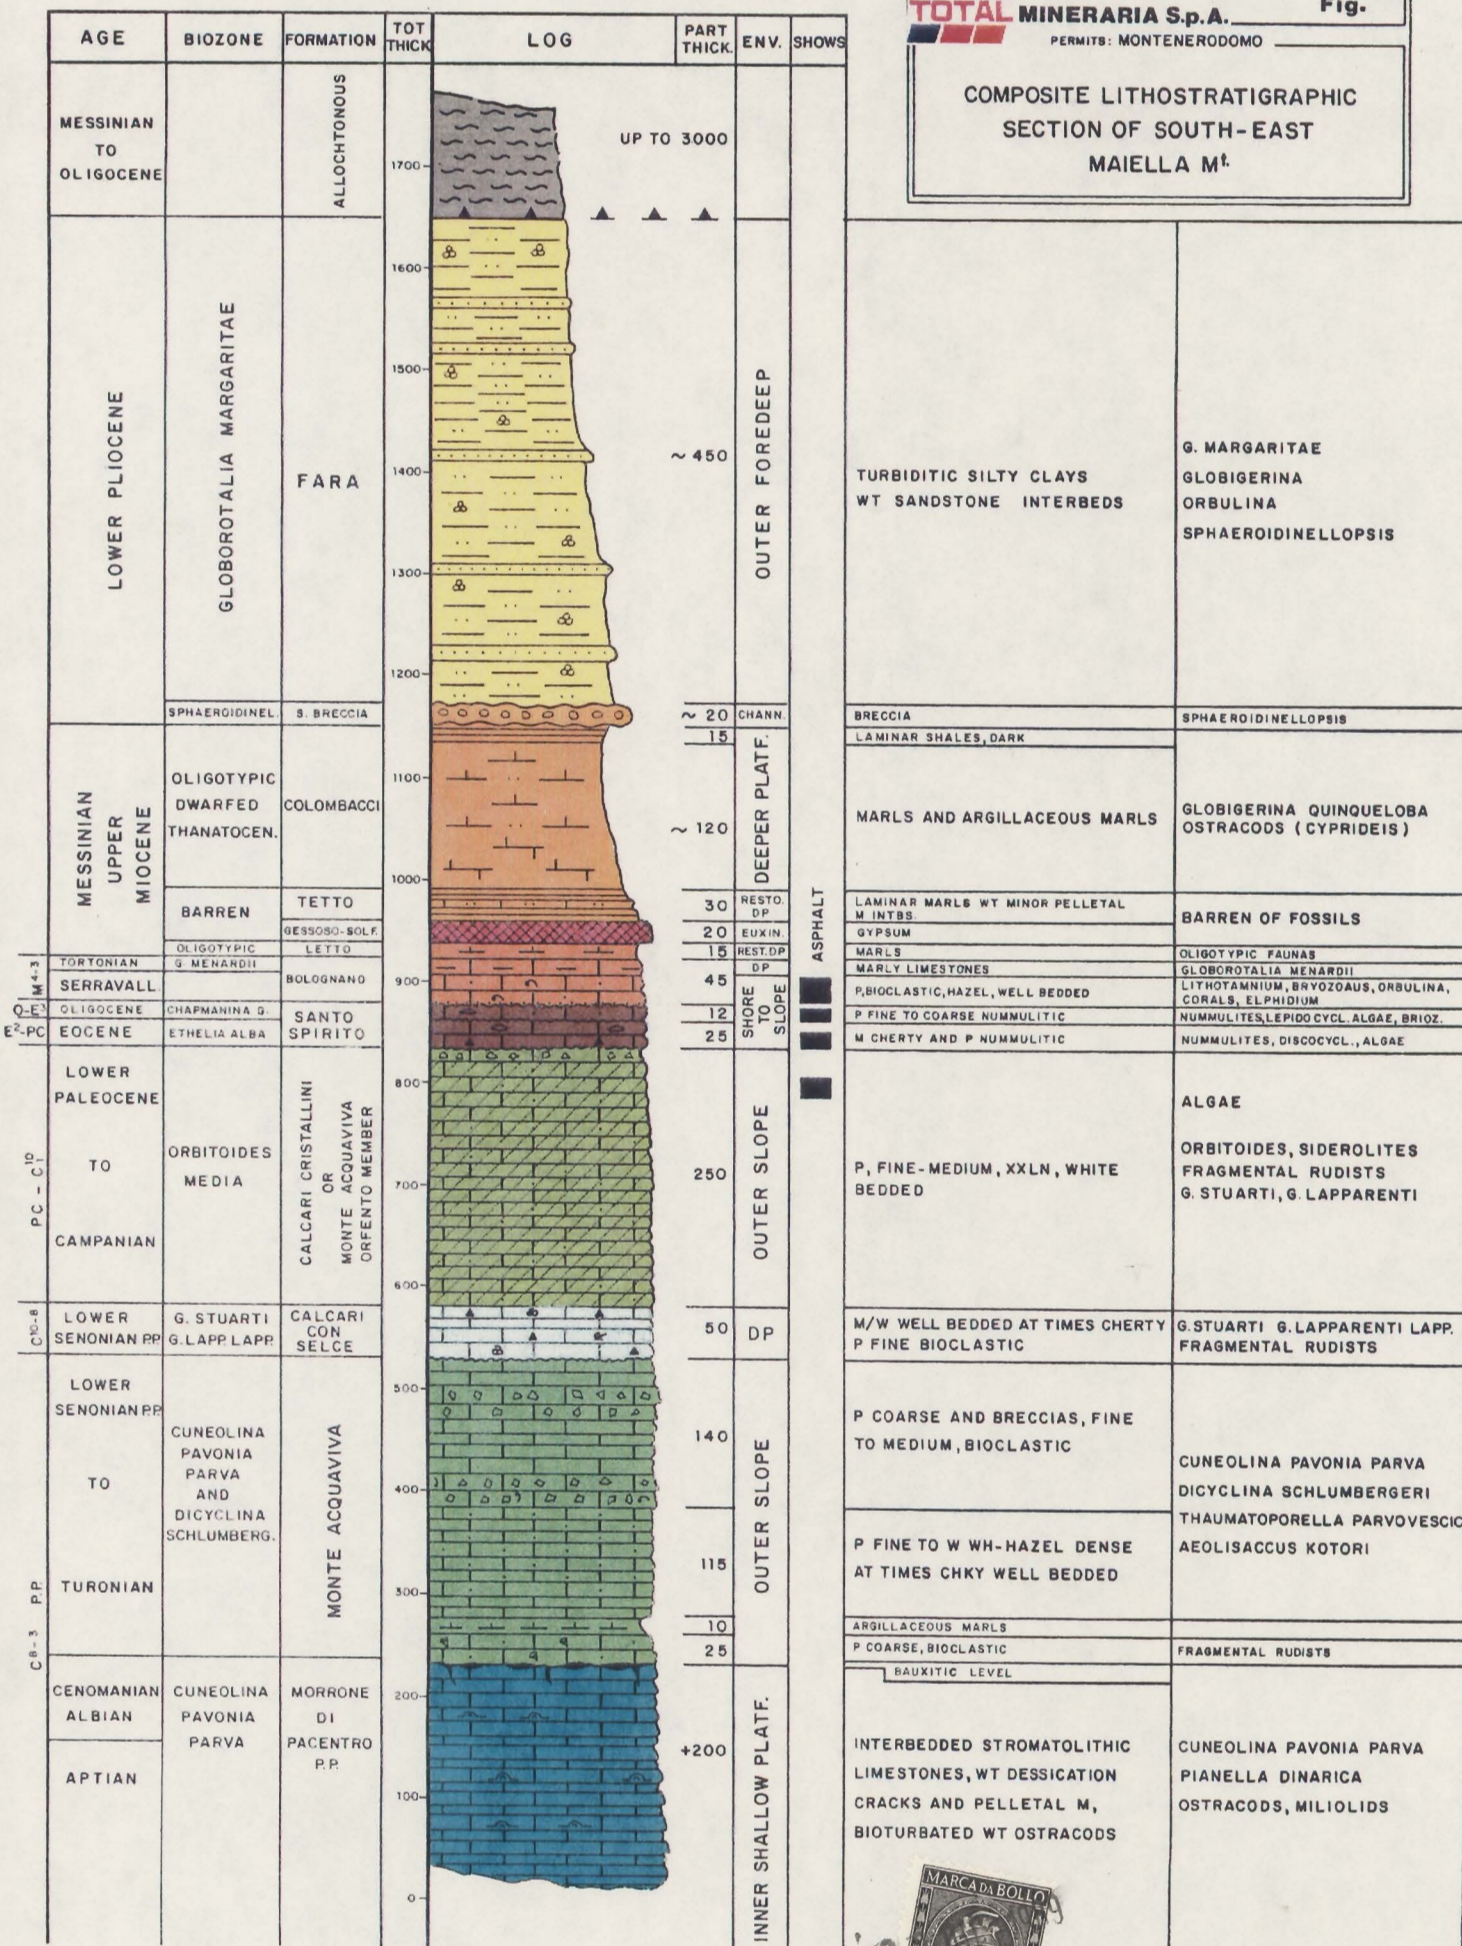 TOTAL MINERARIA S.p.A. Fig.
PERMITS: MONTENERODOMO
COMPOSITE LITHOSTRATIGRAPHIC
SECTION OF SOUTH-EAST
MAIELLA Mt.
AGE BIOZONE FORMATION TOT THICK LOG PART THICK. ENV. SHOWS
MESSINIAN
TO
OLIGOCENE
ALLOCHTONOUS
1700
UP TO 3000
LOWER PLIOCENE
GLOBOROTALIA MARGARITAE
FARA
1600
1500
1400
1300
1200
~ 450
OUTER FOREDEEP
TURBIDITIC SILTY CLAYS
WT SANDSTONE INTERBEDS
G. MARGARITAE
GLOBIGERINA
ORBULINA
SPHAEROIDINELLOPSIS
SPHAEROIDINEL. S. BRECCIA ~ 20 CHANN. BRECCIA SPHAEROIDINELLOPSIS
15 LAMINAR SHALES, DARK
MESSINIAN
UPPER
MIOCENE
OLIGOTYPIC
DWARFED
THANATOCEN.
COLOMBACCI
1100
1000
~ 120
DEEPER PLATF.
MARLS AND ARGILLACEOUS MARLS
GLOBIGERINA QUINQUELOBA
OSTRACODS (CYPRIDEIS)
BARREN
TETTO
30
RESTO.
DP
LAMINAR MARLS WT MINOR PELLETAL
M INTBS.
BARREN OF FOSSILS
GESSOSO-SOLF. 20 EUXIN. GYPSUM
OLIGOTYPIC LETTO 15 REST.DP MARLS OLIGOTYPIC FAUNAS
ASPHALT
M4-3
TORTONIAN G. MENARDII DP MARLY LIMESTONES GLOBOROTALIA MENARDII
SERRAVALL.
BOLOGNANO
900
45
P,BIOCLASTIC,HAZEL, WELL BEDDED
LITHOTAMNIUM, BRYOZOAUS, ORBULINA,
CORALS, ELPHIDIUM
SHORE
TO
SLOPE
O-E3 OLIGOCENE CHAPMANINA G. 12 P FINE TO COARSE NUMMULITIC NUMMULITES,LEPIDOCYCL. ALGAE, BRIOZ.
SANTO
SPIRITO
E2-PC EOCENE ETHELIA ALBA 25 M CHERTY AND P NUMMULITIC NUMMULITES, DISCOCYCL., ALGAE
PC - C10 1
LOWER
PALEOCENE
TO
CAMPANIAN
ORBITOIDES
MEDIA
CALCARI CRISTALLINI
OR
MONTE ACQUAVIVA
ORFENTO MEMBER
800
700
600
250
OUTER SLOPE
P, FINE-MEDIUM, XXLN, WHITE
BEDDED
ALGAE
ORBITOIDES, SIDEROLITES
FRAGMENTAL RUDISTS
G. STUARTI, G. LAPPARENTI
C10-8
LOWER
SENONIAN P.P.
G. STUARTI
G. LAPP. LAPP.
CALCARI
CON
SELCE
50
DP
M/W WELL BEDDED AT TIMES CHERTY
P FINE BIOCLASTIC
G.STUARTI G.LAPPARENTI LAPP.
FRAGMENTAL RUDISTS
C8-3 P.P.
LOWER
SENONIAN P.P.
TO
TURONIAN
CUNEOLINA
PAVONIA
PARVA
AND
DICYCLINA
SCHLUMBERG.
MONTE ACQUAVIVA
500
400
300
140
115
10
25
OUTER SLOPE
P COARSE AND BRECCIAS, FINE
TO MEDIUM, BIOCLASTIC
P FINE TO W WH-HAZEL DENSE
AT TIMES CHKY WELL BEDDED
CUNEOLINA PAVONIA PARVA
DICYCLINA SCHLUMBERGERI
THAUMATOPORELLA PARVOVESCIC
AEOLISACCUS KOTORI
ARGILLACEOUS MARLS
P COARSE, BIOCLASTIC FRAGMENTAL RUDISTS
BAUXITIC LEVEL
CENOMANIAN
ALBIAN
APTIAN
CUNEOLINA
PAVONIA
PARVA
MORRONE
DI
PACENTRO
P.P.
200
100
0
+200
INNER SHALLOW PLATF.
INTERBEDDED STROMATOLITHIC
LIMESTONES, WT DESSICATION
CRACKS AND PELLETAL M,
BIOTURBATED WT OSTRACODS
CUNEOLINA PAVONIA PARVA
PIANELLA DINARICA
OSTRACODS, MILIOLIDS
MARCA DA BOLLO